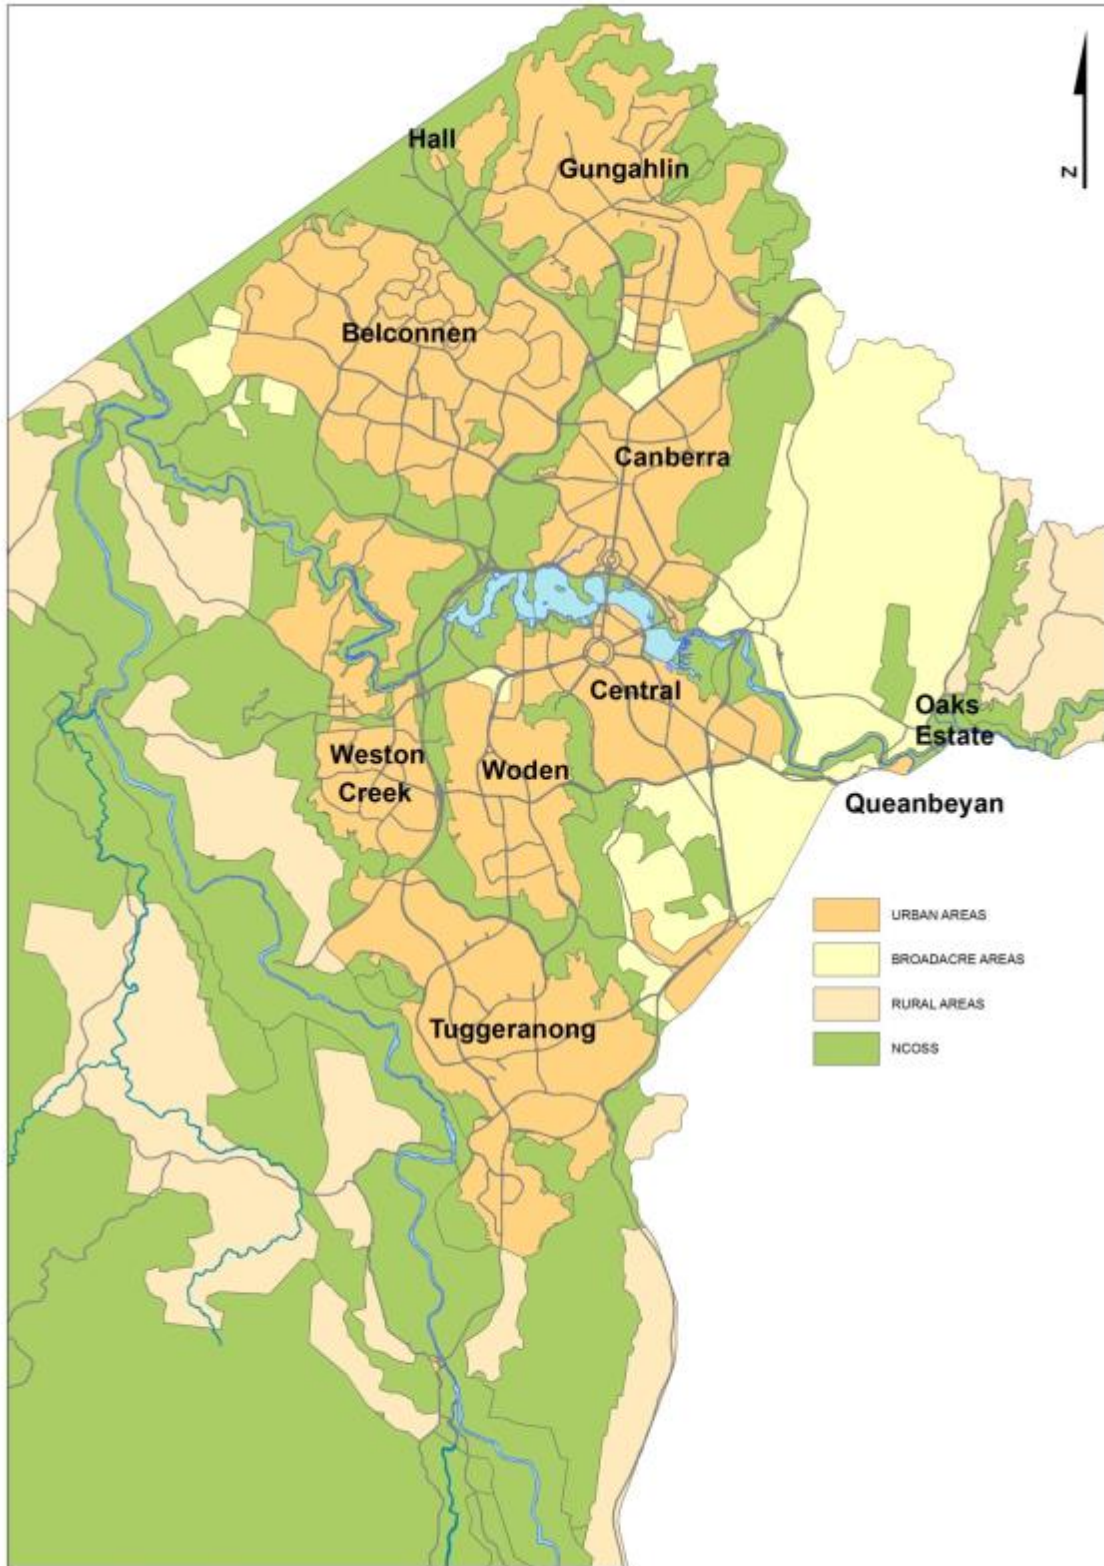 Hall
Gungahlin
Z
Belconnen
Canberra
Central
Oaks
Estate
Weston
Creek
Woden
Queanbeyan
URBAN AREAS
BROADACRE AREAS
RURAL AREAS
NCOSS
Tuggeranong